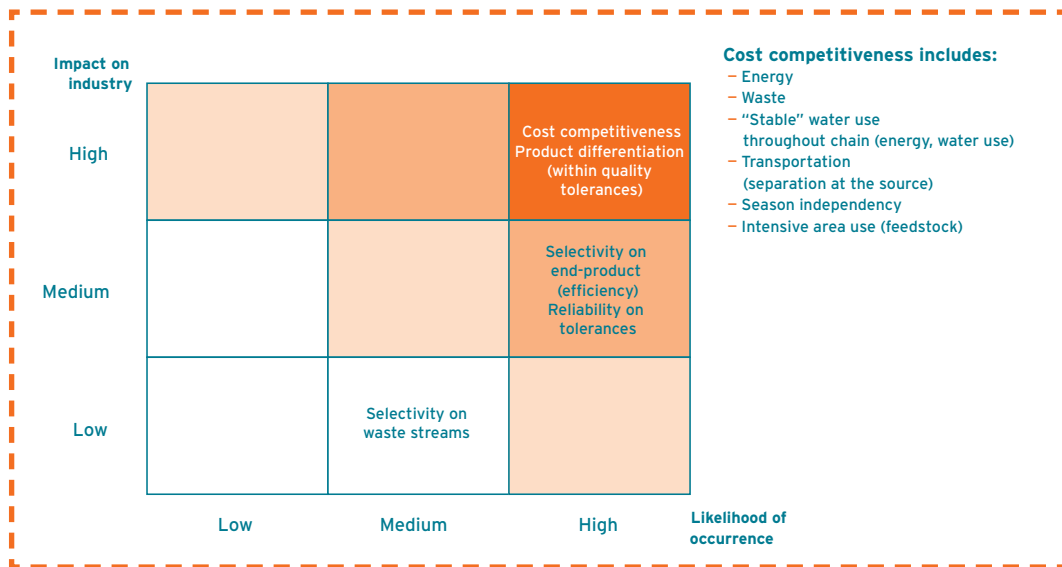 Impact on
industry
High
Cost competitiveness
Product differentiation
(within quality
tolerances)
Medium
Selectivity on
end-product
(efficiency)
Reliability on
tolerances
Low
Selectivity on
waste streams
Low
Medium
High
Likelihood of
occurrence
Cost competitiveness includes:
– Energy
– Waste
– “Stable” water use
throughout chain (energy, water use)
– Transportation
(separation at the source)
– Season independency
– Intensive area use (feedstock)